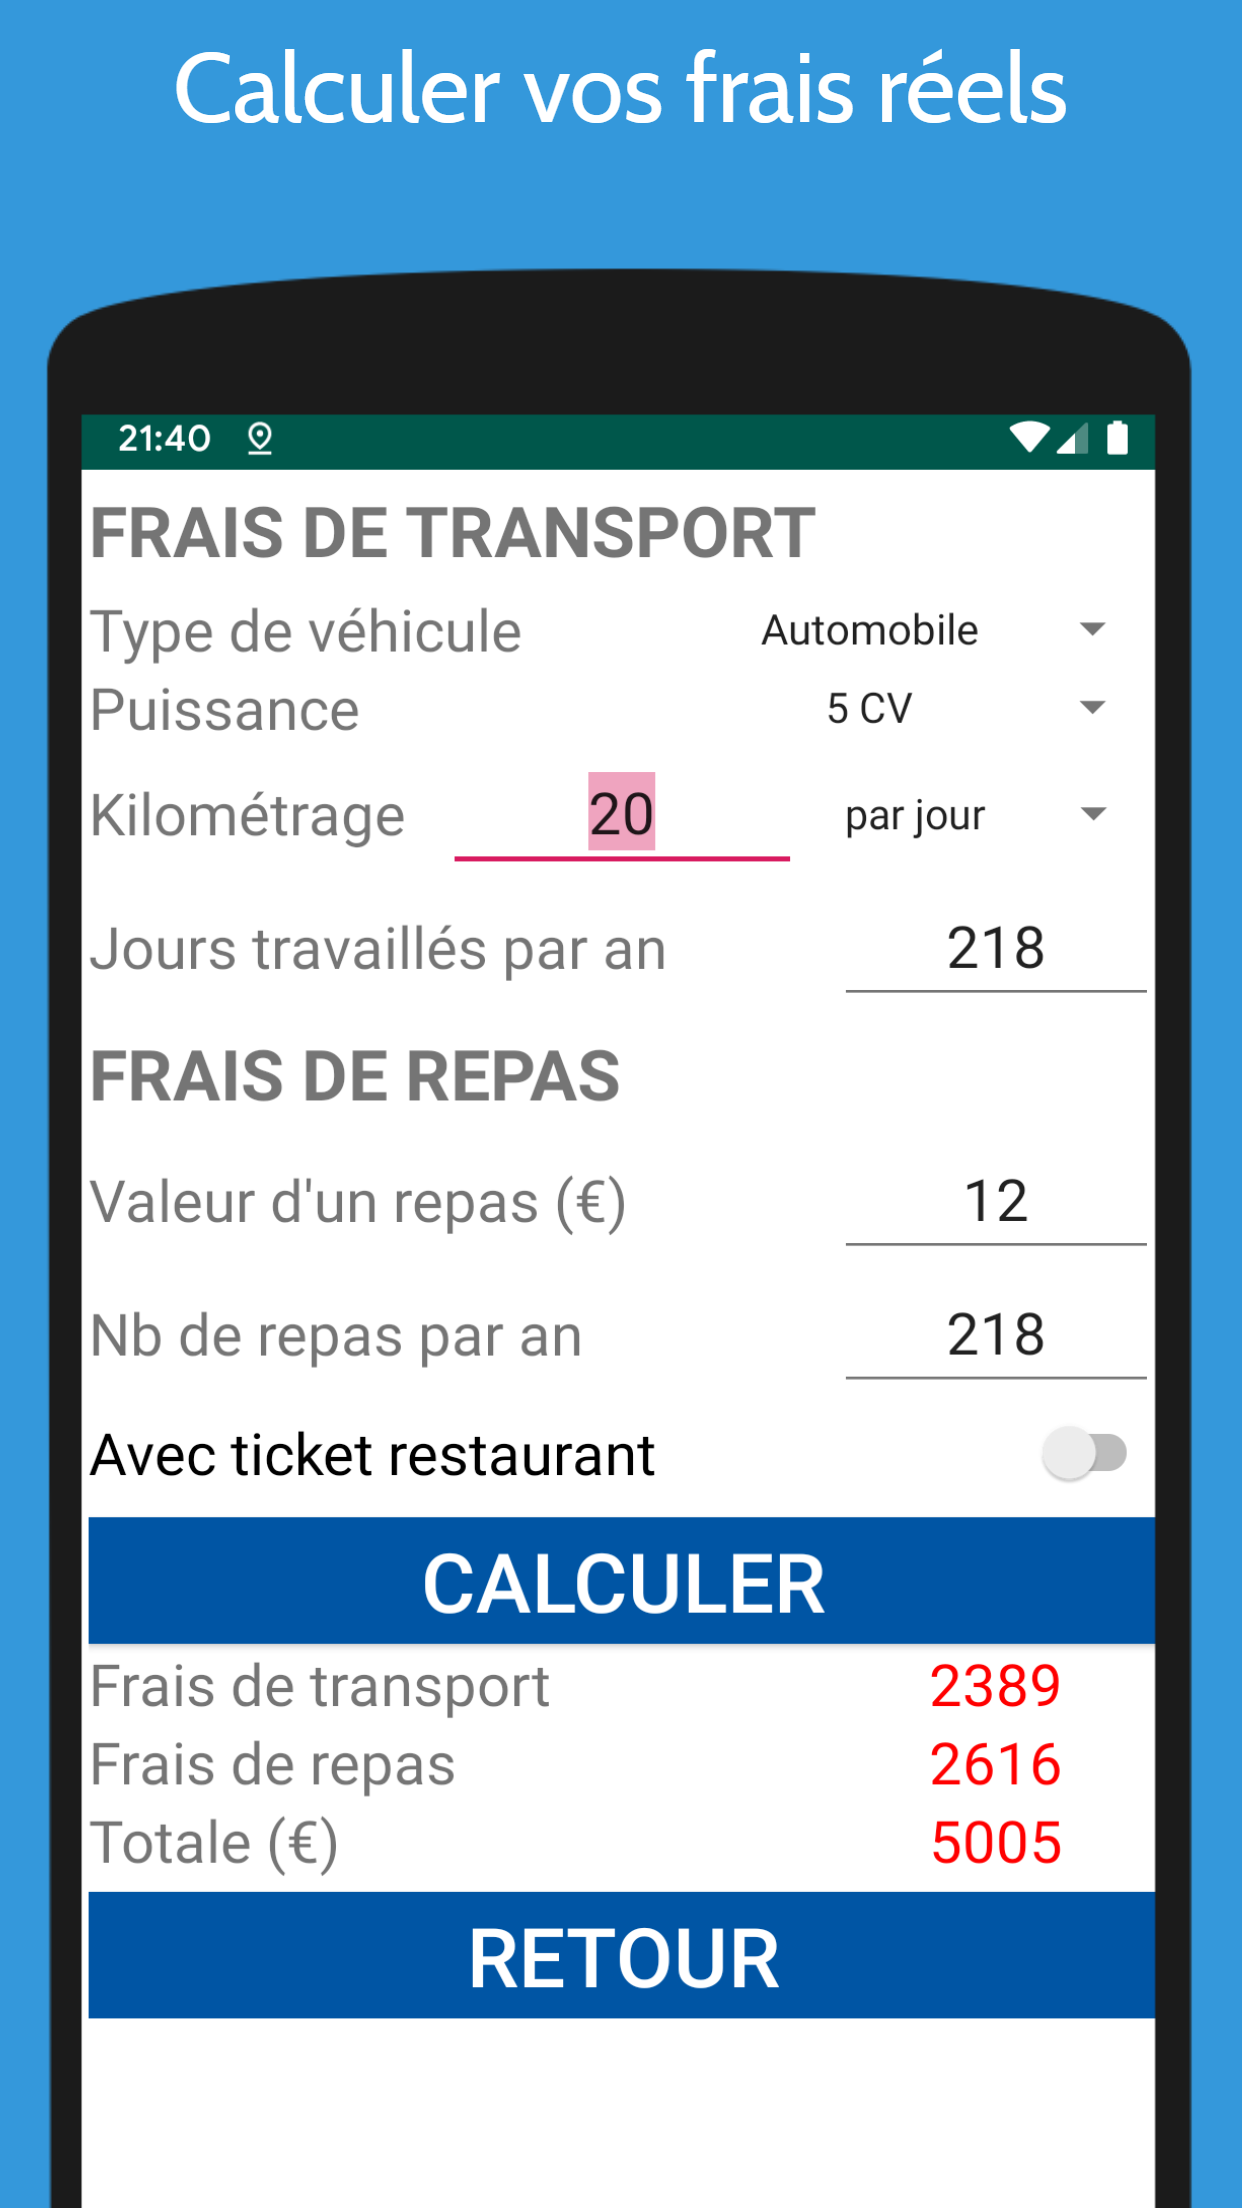 Calculer vos frais réels
21:40
FRAIS DE TRANSPORT
Type de véhicule Automobile
Puissance 5 CV
Kilométrage 20 par jour
Jours travaillés par an 218
FRAIS DE REPAS
Valeur d'un repas (€) 12
Nb de repas par an 218
Avec ticket restaurant
CALCULER
Frais de transport 2389
Frais de repas 2616
Totale (€) 5005
RETOUR